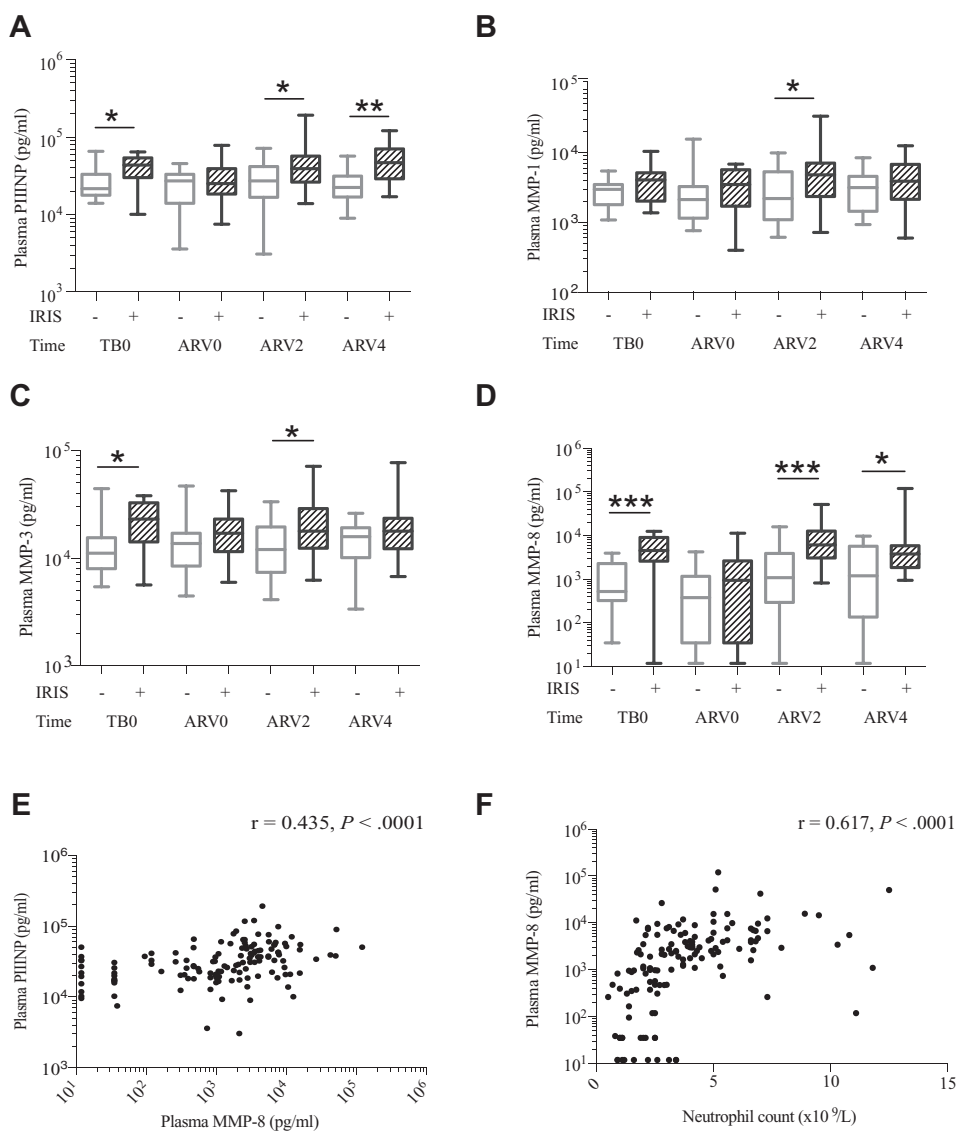 A
Plasma PIIINP (pg/ml)
10^6
10^5
10^4
10^3
* * **
IRIS - + - + - + - +
Time TB0 ARV0 ARV2 ARV4
B
Plasma MMP-1 (pg/ml)
10^5
10^4
10^3
10^2
*
IRIS - + - + - + - +
Time TB0 ARV0 ARV2 ARV4
C
Plasma MMP-3 (pg/ml)
10^5
10^4
10^3
* *
IRIS - + - + - + - +
Time TB0 ARV0 ARV2 ARV4
D
Plasma MMP-8 (pg/ml)
10^6
10^5
10^4
10^3
10^2
10^1
*** *** *
IRIS - + - + - + - +
Time TB0 ARV0 ARV2 ARV4
E
r = 0.435, P < .0001
Plasma PIIINP (pg/ml)
10^6
10^5
10^4
10^3
10^1 10^2 10^3 10^4 10^5 10^6
Plasma MMP-8 (pg/ml)
F
r = 0.617, P < .0001
Plasma MMP-8 (pg/ml)
10^6
10^5
10^4
10^3
10^2
10^1
0 5 10 15
Neutrophil count (x10^9/L)